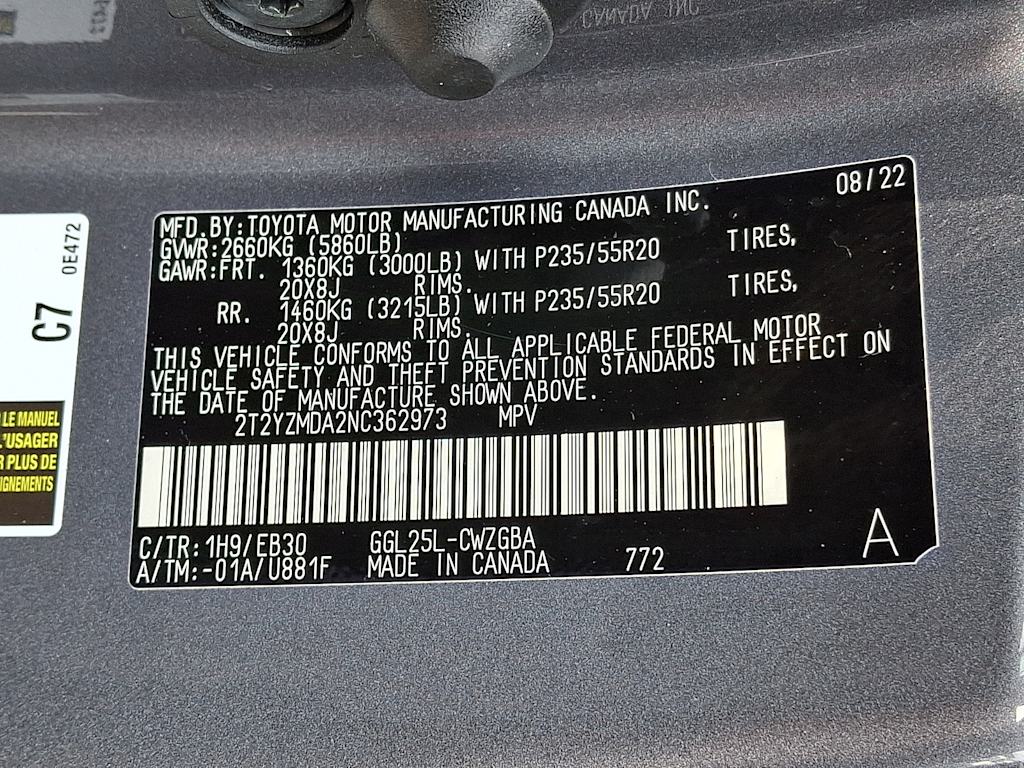 CANADA INC
08/22
MFD.BY:TOYOTA MOTOR MANUFACTURING CANADA INC.
GVWR:2660KG (5860LB)
GAWR:FRT. 1360KG (3000LB) WITH P235/55R20 TIRES,
20X8J RIMS.
RR. 1460KG (3215LB) WITH P235/55R20 TIRES,
20X8J RIMS.
THIS VEHICLE CONFORMS TO ALL APPLICABLE FEDERAL MOTOR
VEHICLE SAFETY AND THEFT PREVENTION STANDARDS IN EFFECT ON
THE DATE OF MANUFACTURE SHOWN ABOVE.
2T2YZMDA2NC362973 MPV
C/TR:1H9/EB30 GGL25L-CWZGBA
A/TM:-01A/U881F MADE IN CANADA 772
A
0E472
C7
LE MANUEL
L'USAGER
R PLUS DE
IGNEMENTS